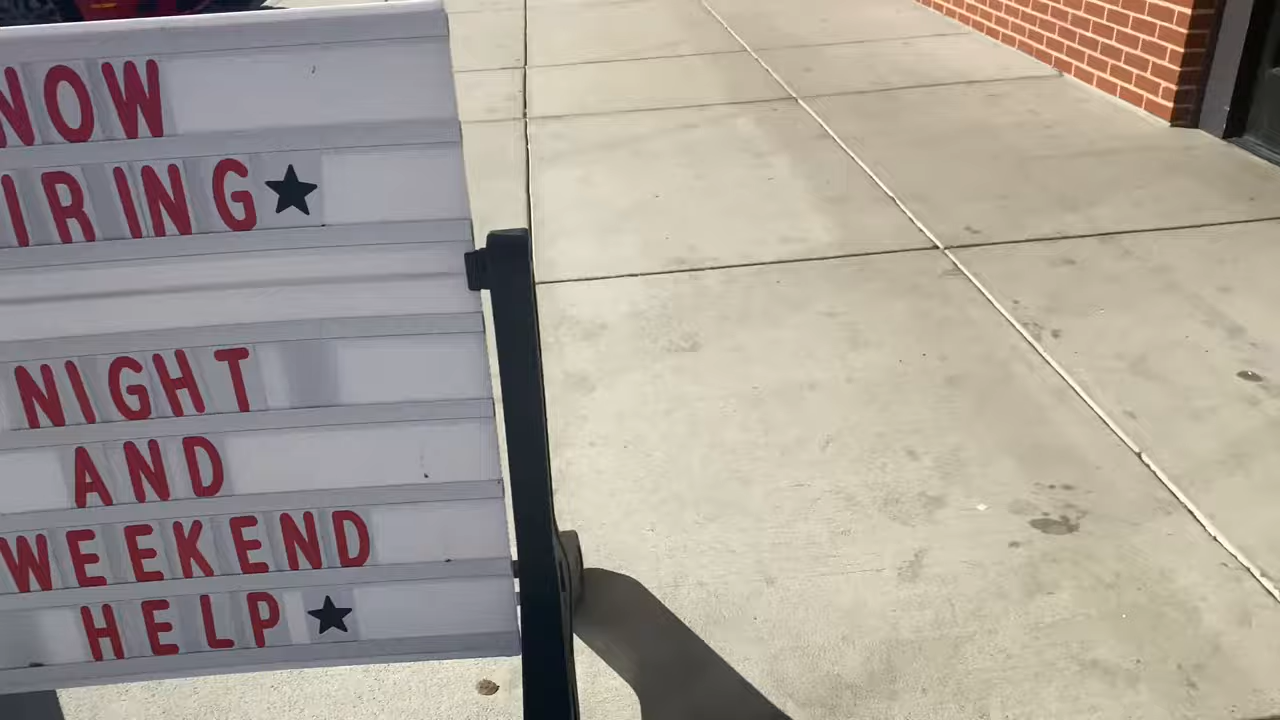 NOW
IRING★
NIGHT
AND
WEEKEND
HELP★